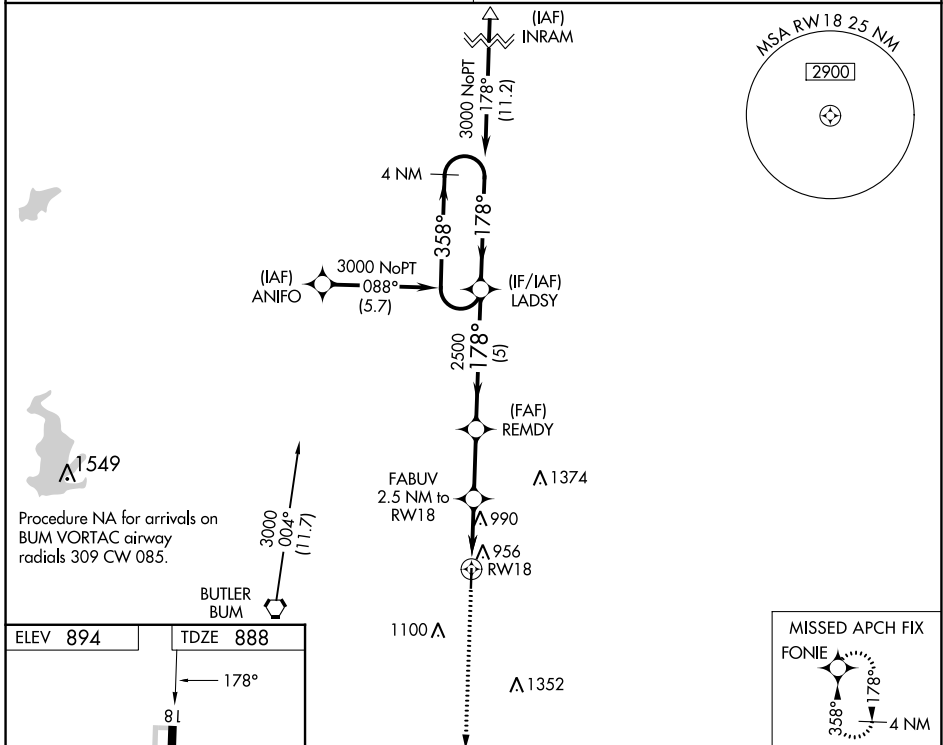 (IAF)
INRAM
3000 NoPT
178°
(11.2)
MSA RW18 25 NM
2900
4 NM
358°
178°
(IAF)
ANIFO
3000 NoPT
088°
(5.7)
(IF/IAF)
LADSY
2500
178°
(5)
(FAF)
REMDY
1549
1374
FABUV
2.5 NM to
RW18
990
956
RW18
Procedure NA for arrivals on
BUM VORTAC airway
radials 309 CW 085.
3000
004°
(11.7)
BUTLER
BUM
1100
1352
ELEV 894
TDZE 888
178°
18
MISSED APCH FIX
FONIE
358°
178°
4 NM